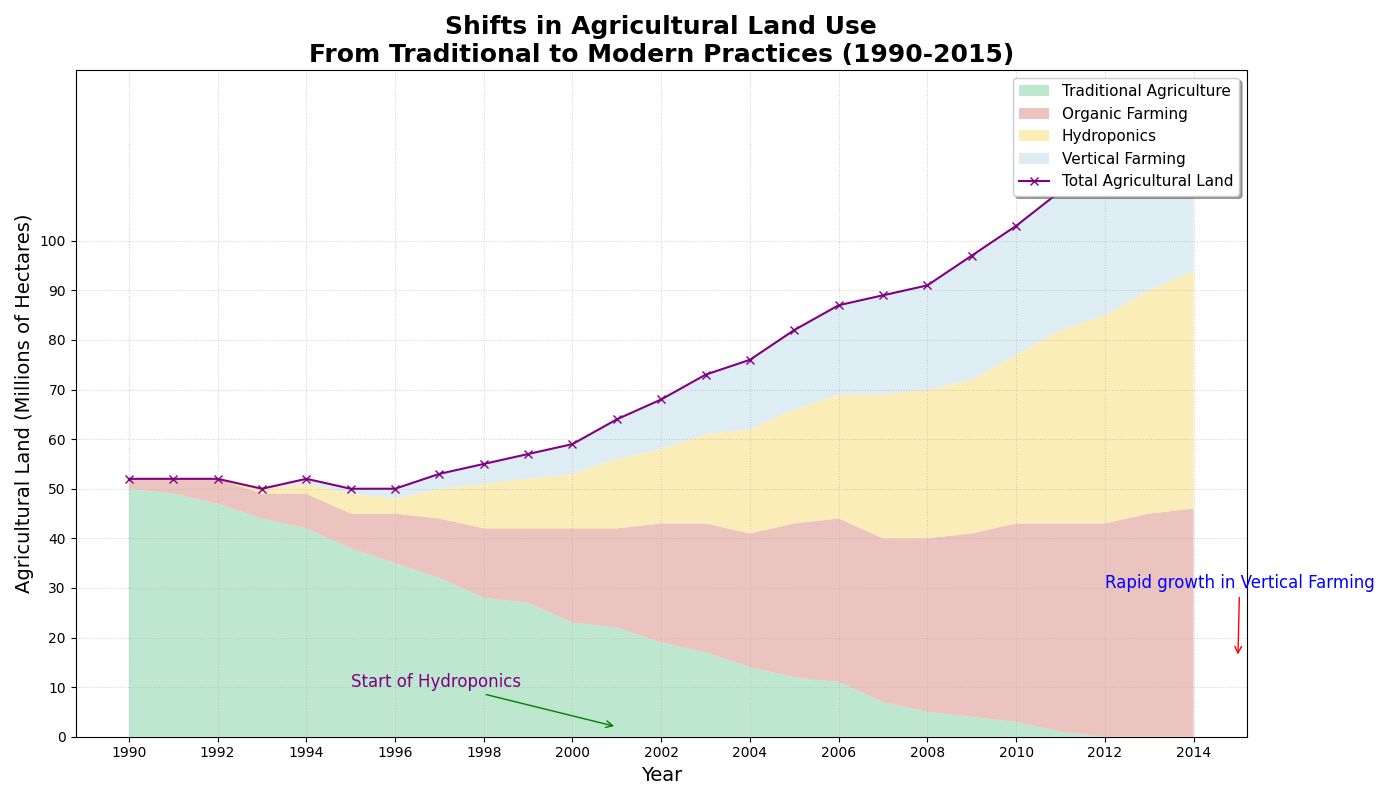 Shifts in Agricultural Land Use
From Traditional to Modern Practices (1990-2015)
Agricultural Land (Millions of Hectares)
100
90
80
70
60
50
40
30
20
10
0
Traditional Agriculture
Organic Farming
Hydroponics
Vertical Farming
Total Agricultural Land
Rapid growth in Vertical Farming
Start of Hydroponics
1990 1992 1994 1996 1998 2000 2002 2004 2006 2008 2010 2012 2014
Year